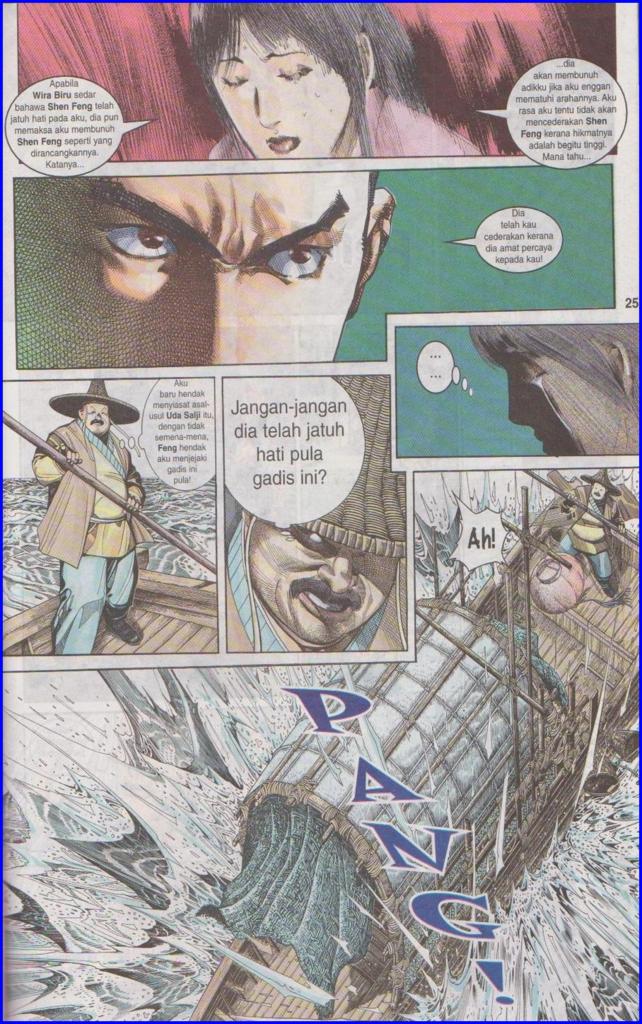 Apabila
Wira Biru sedar
bahawa Shen Feng telah
jatuh hati pada aku, dia pun
memaksa aku membunuh
Shen Feng seperti yang
dirancangkannya.
Katanya...
...dia
akan membunuh
adikku jika aku enggan
mematuhi arahannya. Aku
rasa aku tentu tidak akan
mencederakan Shen
Feng kerana hikmatnya
adalah begitu tinggi.
Mana tahu...
Dia
telah kau
cederakan kerana
dia amat percaya
kepada kau!
25
...
...
Aku
baru hendak
menyiasat asal-
usul Uda Salji itu,
dengan tidak
semena-mena,
Feng hendak
aku menjejaki
gadis ini
pula!
Jangan-jangan
dia telah jatuh
hati pula
gadis ini?
Ah!
PANG!